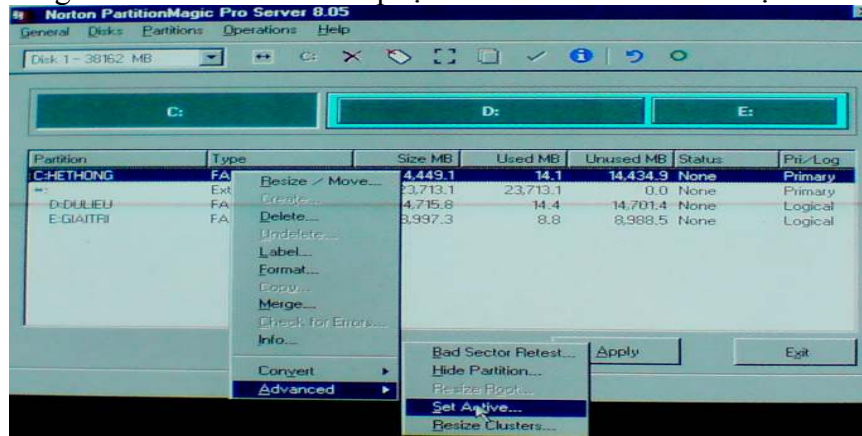 Norton PartitionMagic Pro Server 8.05
General Disks Partitions Operations Help
Disk 1 - 38162 MB
C:
C: D: E:
Partition Type Size MB Used MB Unused MB Status Pri/Log
C:HETHONG FA 4,449.1 14.1 14,434.9 None Primary
*: Ext 23,713.1 23,713.1 0.0 None Primary
D:DULIEU FA 4,715.8 14.4 14,701.4 None Logical
E:GIAITRI FA 8,997.3 8.8 8,988.5 None Logical
Resize / Move...
Create...
Delete...
Undelete...
Label...
Format...
Copy...
Merge...
Check for Errors...
Info...
Convert
Advanced
Bad Sector Retest...
Hide Partition...
Resize Root...
Set Active...
Resize Clusters...
Apply Exit